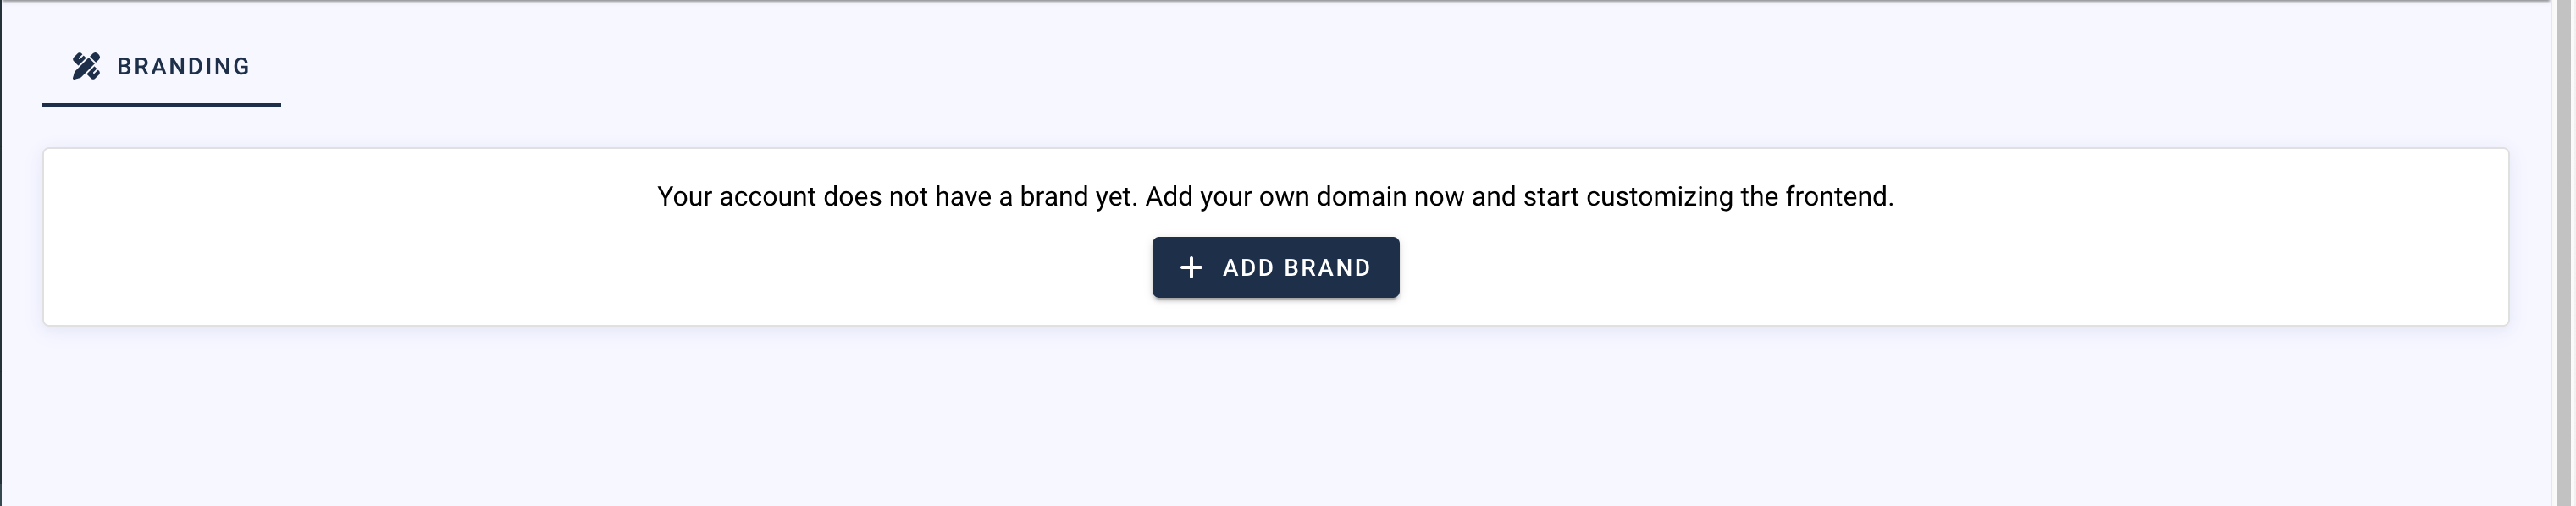 BRANDING
Your account does not have a brand yet. Add your own domain now and start customizing the frontend.
ADD BRAND